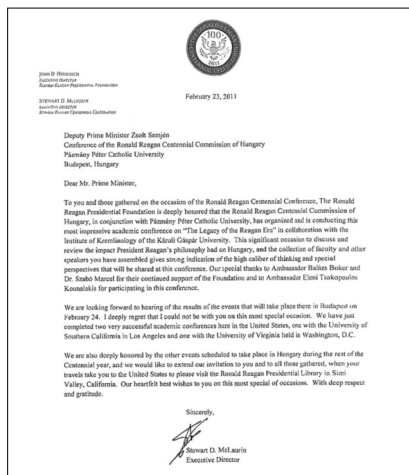 100
2011
JOHN D HEUBUSCH
EXECUTIVE DIRECTOR
RONALD REAGAN PRESIDENTIAL FOUNDATION
STEWART D. MCLAURIN
EXECUTIVE DIRECTOR
RONALD REAGAN CENTENNIAL CELEBRATION
February 23, 2011
Deputy Prime Minister Zsolt Semjén
Conference of the Ronald Reagan Centennial Commission of Hungary
Pázmány Péter Catholic University
Budapest, Hungary
Dear Mr. Prime Minister,
To you and those gathered on the occasion of the Ronald Reagan Centennial Conference, The Ronald
Reagan Presidential Foundation is deeply honored that the Ronald Reagan Centennial Commission of
Hungary, in conjunction with Pázmány Péter Catholic University, has organized and is conducting this
most impressive academic conference on "The Legacy of the Reagan Era" in collaboration with the
Institute of Kremlinology of the Károli Gáspár University. This significant occasion to discuss and
review the impact President Reagan's philosophy had on Hungary, and the collection of faculty and other
speakers you have assembled gives strong indication of the high caliber of thinking and special
perspectives that will be shared at this conference. Our special thanks to Ambassador Balázs Bokor and
Dr. Szabó Marcel for their continued support of the Foundation and to Ambassador Eleni Tsakopoulos
Kounalakis for participating in this conference.
We are looking forward to hearing of the results of the events that will take place there in Budapest on
February 24. I deeply regret that I could not be with you on this most special occasion. We have just
completed two very successful academic conferences here in the United States, one with the University of
Southern California in Los Angeles and one with the University of Virginia held in Washington, D.C.
We are also deeply honored by the other events scheduled to take place in Hungary during the rest of the
Centennial year, and we would like to extend our invitation to you and to all those gathered, when your
travels take you to the United States to please visit the Ronald Reagan Presidential Library in Simi
Valley, California. Our heartfelt best wishes to you on this most special of occasions. With deep respect
and gratitude.
Sincerely,
Stewart D. McLaurin
Executive Director